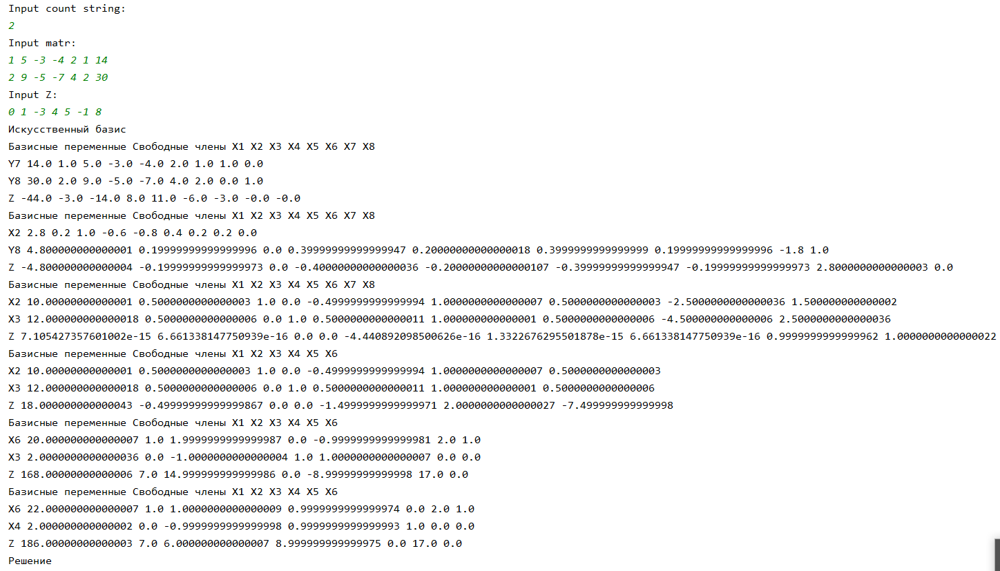 Input count string:
2
Input matr:
1 5 -3 -4 2 1 14
2 9 -5 -7 4 2 30
Input Z:
0 1 -3 4 5 -1 8
Искусственный базис
Базисные переменные Свободные члены X1 X2 X3 X4 X5 X6 X7 X8
Y7 14.0 1.0 5.0 -3.0 -4.0 2.0 1.0 1.0 0.0
Y8 30.0 2.0 9.0 -5.0 -7.0 4.0 2.0 0.0 1.0
Z -44.0 -3.0 -14.0 8.0 11.0 -6.0 -3.0 -0.0 -0.0
Базисные переменные Свободные члены X1 X2 X3 X4 X5 X6 X7 X8
X2 2.8 0.2 1.0 -0.6 -0.8 0.4 0.2 0.2 0.0
Y8 4.800000000000001 0.19999999999999996 0.0 0.39999999999999947 0.20000000000000018 0.3999999999999999 0.19999999999999996 -1.8 1.0
Z -4.800000000000004 -0.19999999999999973 0.0 -0.40000000000000036 -0.20000000000000107 -0.39999999999999947 -0.19999999999999973 2.8000000000000003 0.0
Базисные переменные Свободные члены X1 X2 X3 X4 X5 X6 X7 X8
X2 10.00000000000001 0.5000000000000003 1.0 0.0 -0.4999999999999994 1.0000000000000007 0.5000000000000003 -2.5000000000000036 1.500000000000002
X3 12.000000000000018 0.5000000000000006 0.0 1.0 0.5000000000000011 1.000000000000001 0.5000000000000006 -4.500000000000006 2.5000000000000036
Z 7.105427357601002e-15 6.661338147750939e-16 0.0 0.0 -4.440892098500626e-16 1.3322676295501878e-15 6.661338147750939e-16 0.9999999999999962 1.0000000000000022
Базисные переменные Свободные члены X1 X2 X3 X4 X5 X6
X2 10.00000000000001 0.5000000000000003 1.0 0.0 -0.4999999999999994 1.0000000000000007 0.5000000000000003
X3 12.000000000000018 0.5000000000000006 0.0 1.0 0.5000000000000011 1.000000000000001 0.5000000000000006
Z 18.000000000000043 -0.49999999999999867 0.0 0.0 -1.4999999999999971 2.0000000000000027 -7.499999999999998
Базисные переменные Свободные члены X1 X2 X3 X4 X5 X6
X6 20.000000000000007 1.0 1.9999999999999987 0.0 -0.9999999999999981 2.0 1.0
X3 2.0000000000000036 0.0 -1.0000000000000004 1.0 1.0000000000000007 0.0 0.0
Z 168.00000000000006 7.0 14.999999999999986 0.0 -8.99999999999998 17.0 0.0
Базисные переменные Свободные члены X1 X2 X3 X4 X5 X6
X6 22.000000000000007 1.0 1.0000000000000009 0.9999999999999974 0.0 2.0 1.0
X4 2.000000000000002 0.0 -0.9999999999999998 0.9999999999999993 1.0 0.0 0.0
Z 186.00000000000003 7.0 6.000000000000007 8.999999999999975 0.0 17.0 0.0
Решение